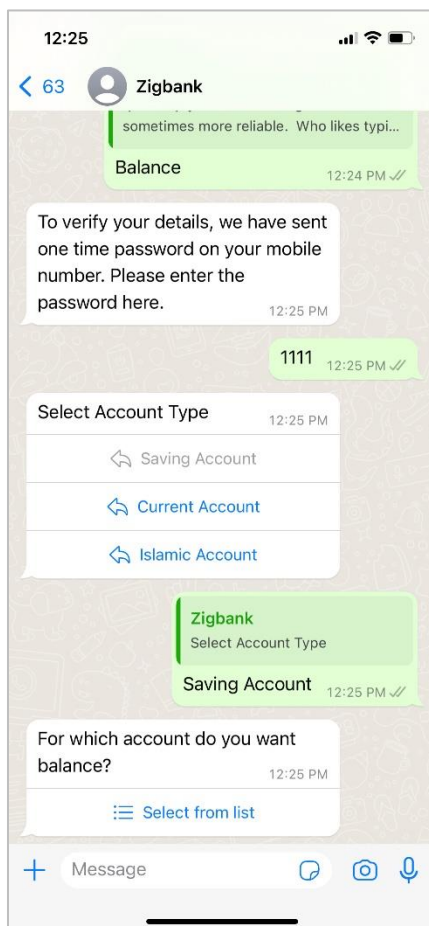 12:25
63 Zigbank
sometimes more reliable. Who likes typi...
Balance
12:24 PM
To verify your details, we have sent
one time password on your mobile
number. Please enter the
password here.
12:25 PM
1111
12:25 PM
Select Account Type
12:25 PM
Saving Account
Current Account
Islamic Account
Zigbank
Select Account Type
Saving Account
12:25 PM
For which account do you want
balance?
12:25 PM
Select from list
Message